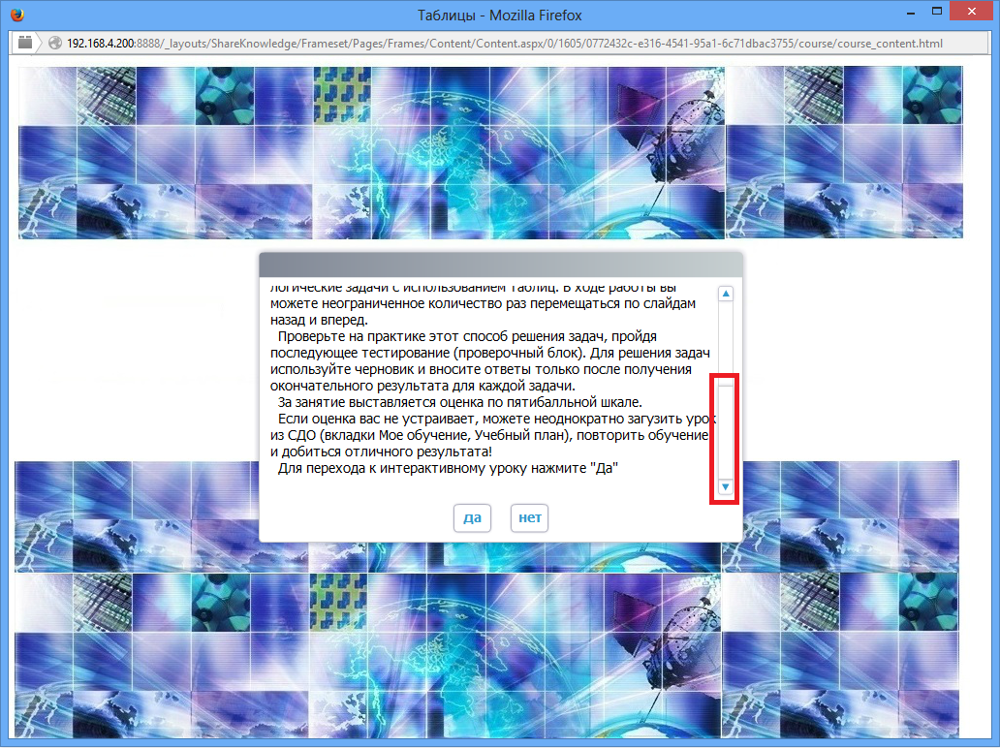 Таблицы - Mozilla Firefox
192.168.4.200:8888/_layouts/ShareKnowledge/Frameset/Pages/Frames/Content/Content.aspx/0/1605/0772432c-e316-4541-95a1-6c71dbac3755/course/course_content.html
логические задачи с использованием таблиц. В ходе работы вы
можете неограниченное количество раз перемещаться по слайдам
назад и вперед.
Проверьте на практике этот способ решения задач, пройдя
последующее тестирование (проверочный блок). Для решения задач
используйте черновик и вносите ответы только после получения
окончательного результата для каждой задачи.
За занятие выставляется оценка по пятибалльной шкале.
Если оценка вас не устраивает, можете неоднократно загузить урок
из СДО (вкладки Мое обучение, Учебный план), повторить обучение
и добиться отличного результата!
Для перехода к интерактивному уроку нажмите "Да"
да нет